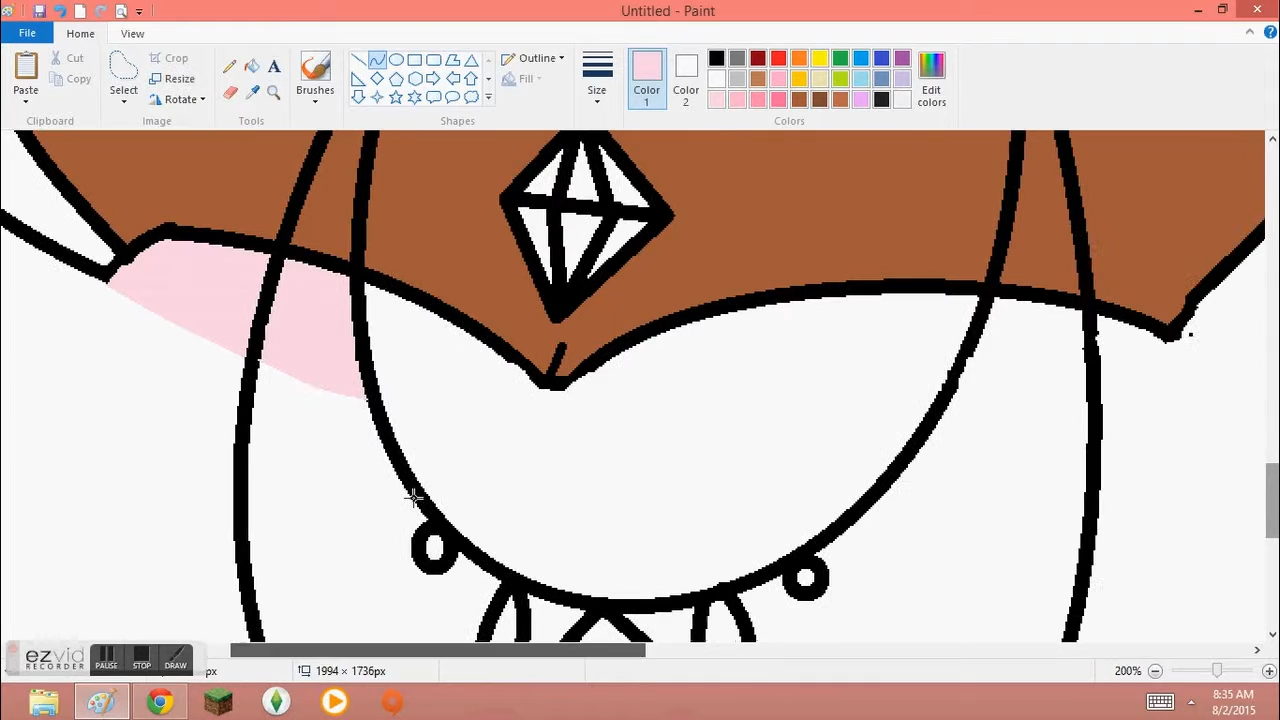 Untitled - Paint
File
Home
View
Paste
Cut
Copy
Clipboard
Select
Crop
Resize
Rotate
Image
A
Tools
Brushes
Outline
Fill
Shapes
Size
Color 1
Color 2
Edit colors
Colors
ezvid
RECORDER
PAUSE
STOP
DRAW
px
1994 × 1736px
200%
8:35 AM
8/2/2015